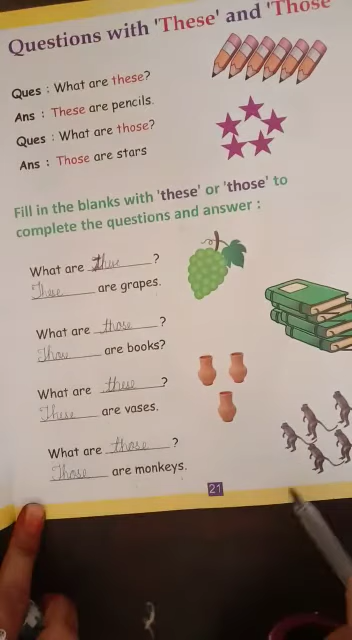 Questions with 'These' and 'Those'
Ques : What are these?
Ans : These are pencils.
Ques : What are those?
Ans : Those are stars
Fill in the blanks with 'these' or 'those' to
complete the questions and answer :
What are these ?
These are grapes.
What are those ?
Those are books?
What are these ?
These are vases.
What are those ?
Those are monkeys.
21